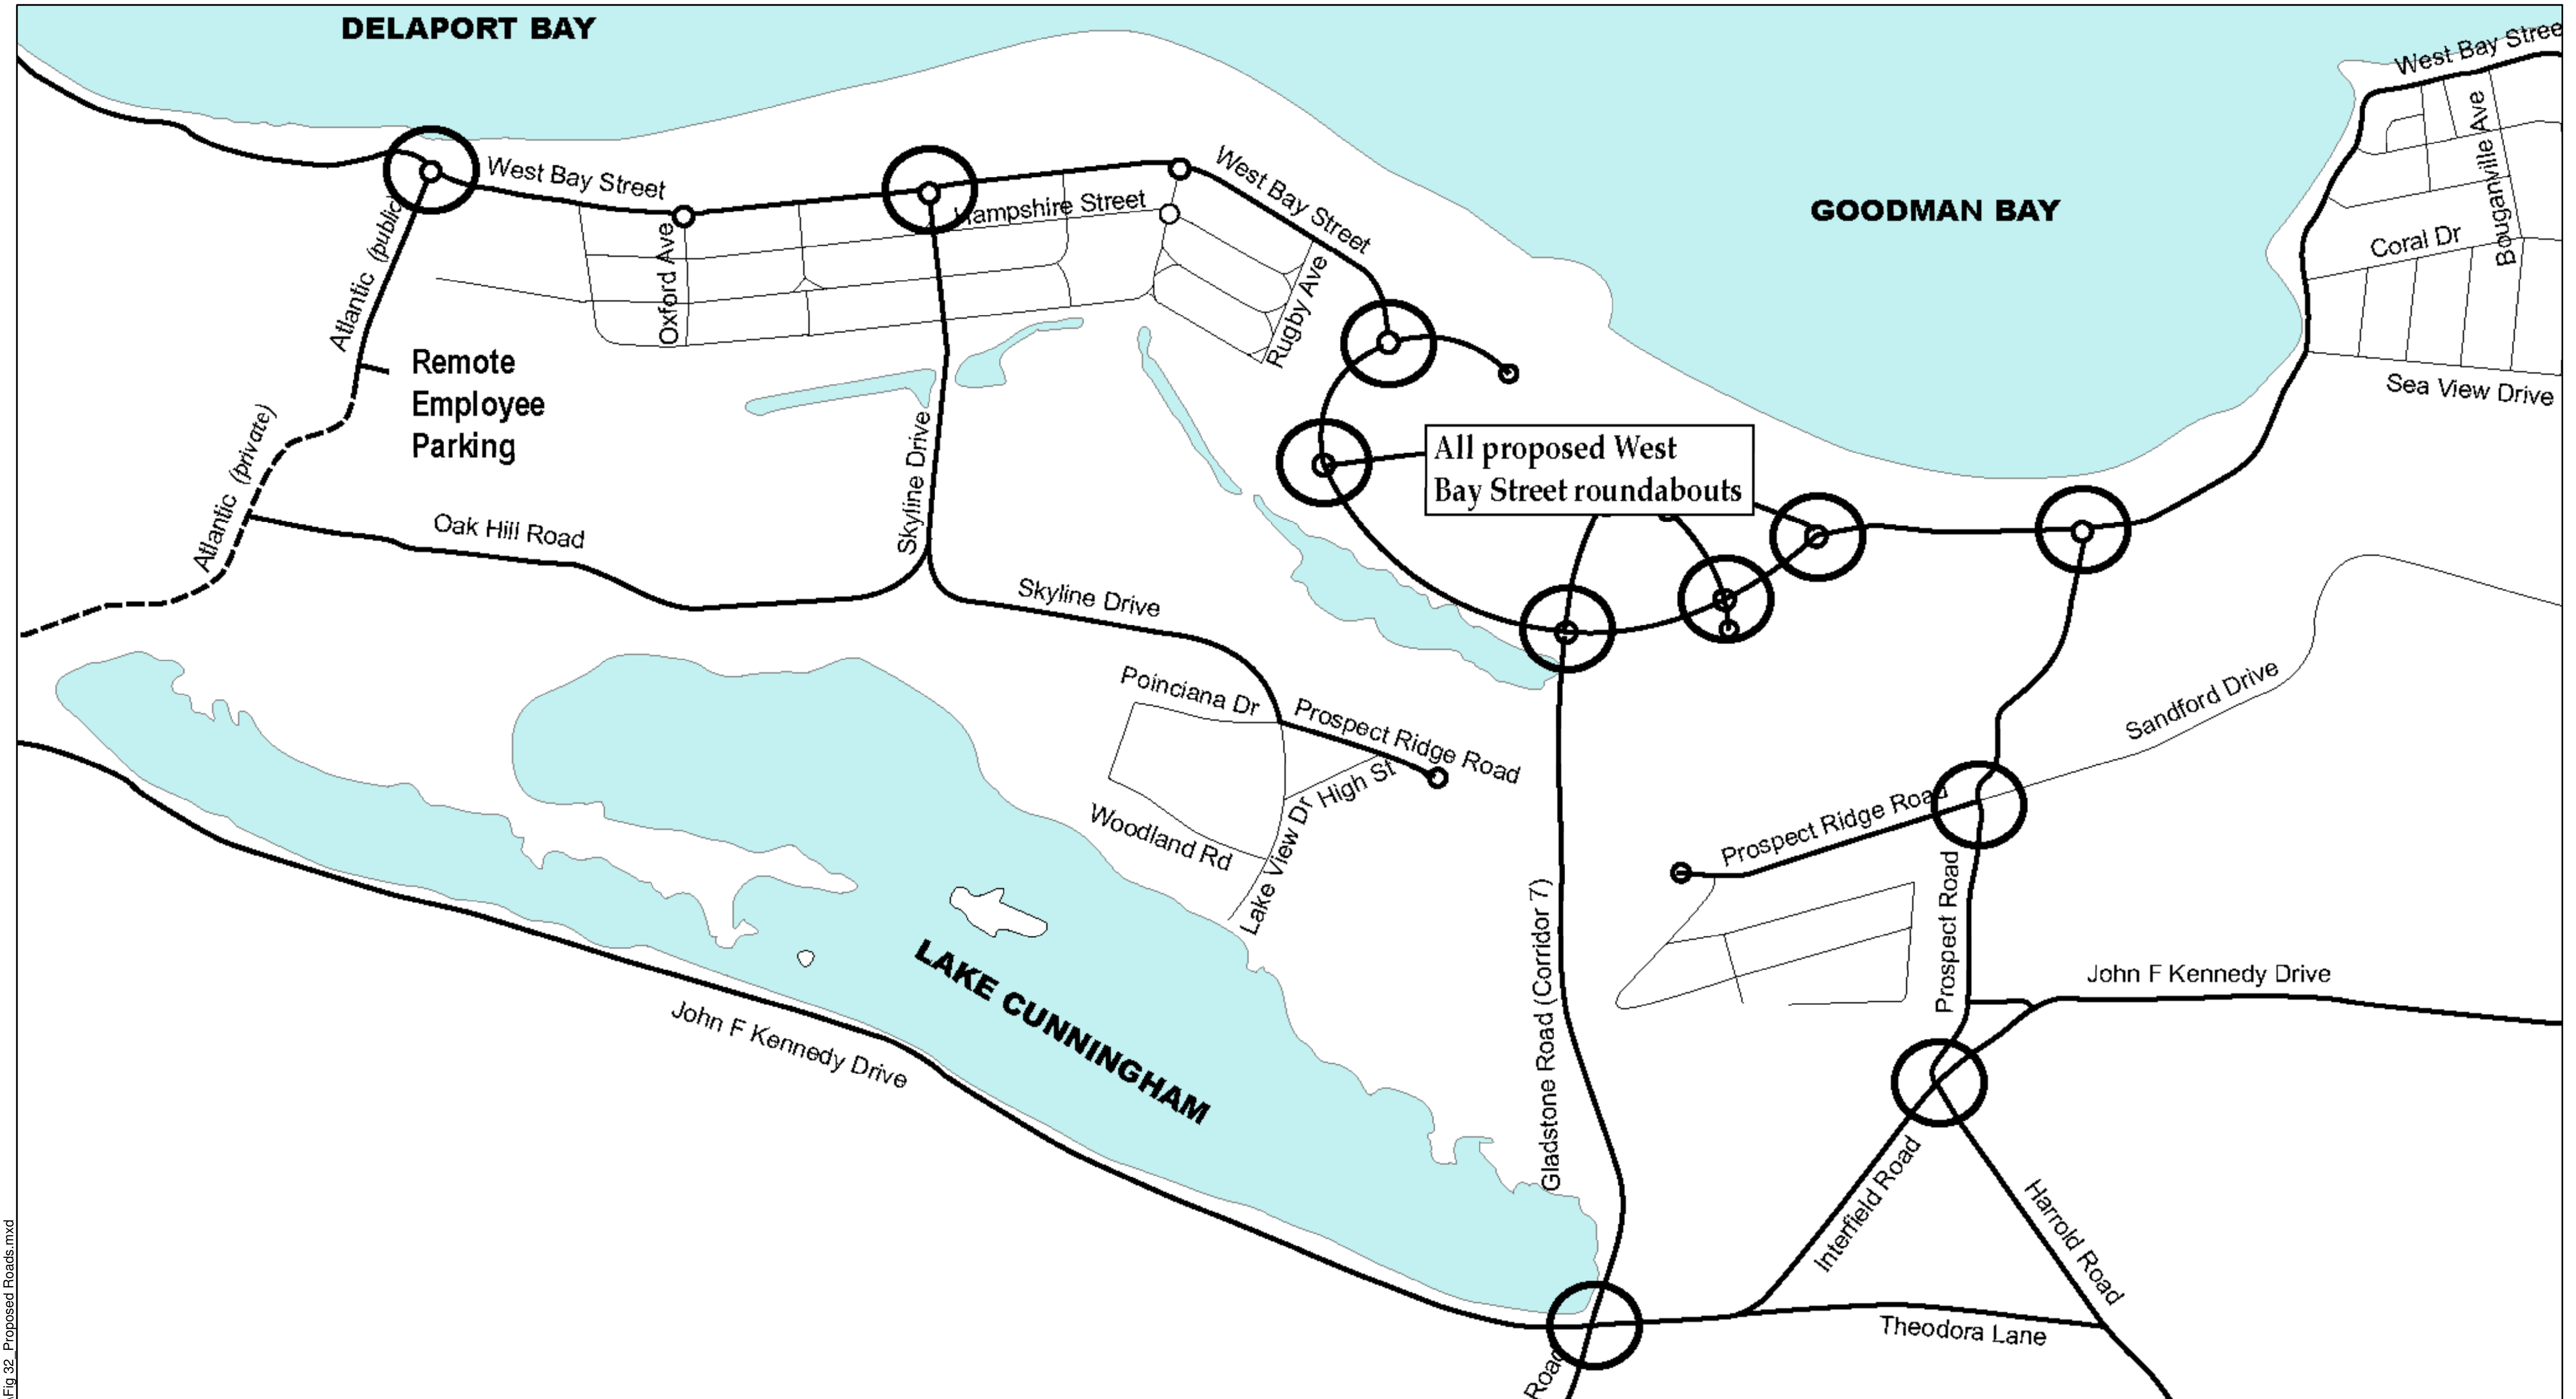 DELAPORT BAY
West Bay Stree
Bouganville Ave
West Bay Street
West Bay Street
GOODMAN BAY
Hampshire Street
Coral Dr
Atlantic (public)
Oxford Ave
Rugby Ave
Remote
Employee
Parking
Sea View Drive
All proposed West
Bay Street roundabouts
Atlantic (private)
Skyline Drive
Oak Hill Road
Skyline Drive
Poinciana Dr
Prospect Ridge Road
Sandford Drive
High St
Woodland Rd
Lake View Dr
Prospect Ridge Road
Prospect Road
Gladstone Road (Corridor 7)
LAKE CUNNINGHAM
John F Kennedy Drive
John F Kennedy Drive
Interfield Road
Harrold Road
Theodora Lane
Road
Fig 32_Proposed Roads.mxd